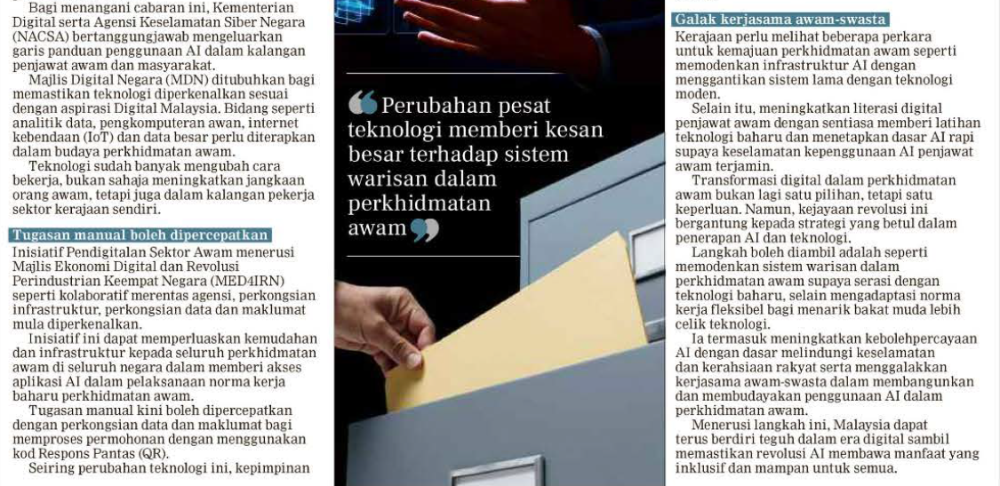 Bagi menangani cabaran ini, Kementerian
Digital serta Agensi Keselamatan Siber Negara
(NACSA) bertanggungjawab mengeluarkan
garis panduan penggunaan AI dalam kalangan
penjawat awam dan masyarakat.
Majlis Digital Negara (MDN) ditubuhkan bagi
memastikan teknologi diperkenalkan sesuai
dengan aspirasi Digital Malaysia. Bidang seperti
analitik data, pengkomputeran awan, internet
kebendaan (IoT) dan data besar perlu diterapkan
dalam budaya perkhidmatan awam.
Teknologi sudah banyak mengubah cara
bekerja, bukan sahaja meningkatkan jangkaan
orang awam, tetapi juga dalam kalangan pekerja
sektor kerajaan sendiri.
Tugasan manual boleh dipercepatkan
Inisiatif Pendigitalan Sektor Awam menerusi
Majlis Ekonomi Digital dan Revolusi
Perindustrian Keempat Negara (MED4IRN)
seperti kolaboratif merentas agensi, perkongsian
infrastruktur, perkongsian data dan maklumat
mula diperkenalkan.
Inisiatif ini dapat memperluaskan kemudahan
dan infrastruktur kepada seluruh perkhidmatan
awam di seluruh negara dalam memberi akses
aplikasi AI dalam pelaksanaan norma kerja
baharu perkhidmatan awam.
Tugasan manual kini boleh dipercepatkan
dengan perkongsian data dan maklumat bagi
memproses permohonan dengan menggunakan
kod Respons Pantas (QR).
Seiring perubahan teknologi ini, kepimpinan
“Perubahan pesat
teknologi memberi kesan
besar terhadap sistem
warisan dalam
perkhidmatan
awam”
Galak kerjasama awam-swasta
Kerajaan perlu melihat beberapa perkara
untuk kemajuan perkhidmatan awam seperti
memodenkan infrastruktur AI dengan
menggantikan sistem lama dengan teknologi
moden.
Selain itu, meningkatkan literasi digital
penjawat awam dengan sentiasa memberi latihan
teknologi baharu dan menetapkan dasar AI rapi
supaya keselamatan kepenggunaan AI penjawat
awam terjamin.
Transformasi digital dalam perkhidmatan
awam bukan lagi satu pilihan, tetapi satu
keperluan. Namun, kejayaan revolusi ini
bergantung kepada strategi yang betul dalam
penerapan AI dan teknologi.
Langkah boleh diambil adalah seperti
memodenkan sistem warisan dalam
perkhidmatan awam supaya serasi dengan
teknologi baharu, selain mengadaptasi norma
kerja fleksibel bagi menarik bakat muda lebih
celik teknologi.
Ia termasuk meningkatkan kebolehpercayaan
AI dengan dasar melindungi keselamatan
dan kerahsiaan rakyat serta menggalakkan
kerjasama awam-swasta dalam membangunkan
dan membudayakan penggunaan AI dalam
perkhidmatan awam.
Menerusi langkah ini, Malaysia dapat
terus berdiri teguh dalam era digital sambil
memastikan revolusi AI membawa manfaat yang
inklusif dan mampan untuk semua.